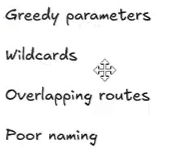 Greedy parameters
Wildcards
Overlapping routes
Poor naming